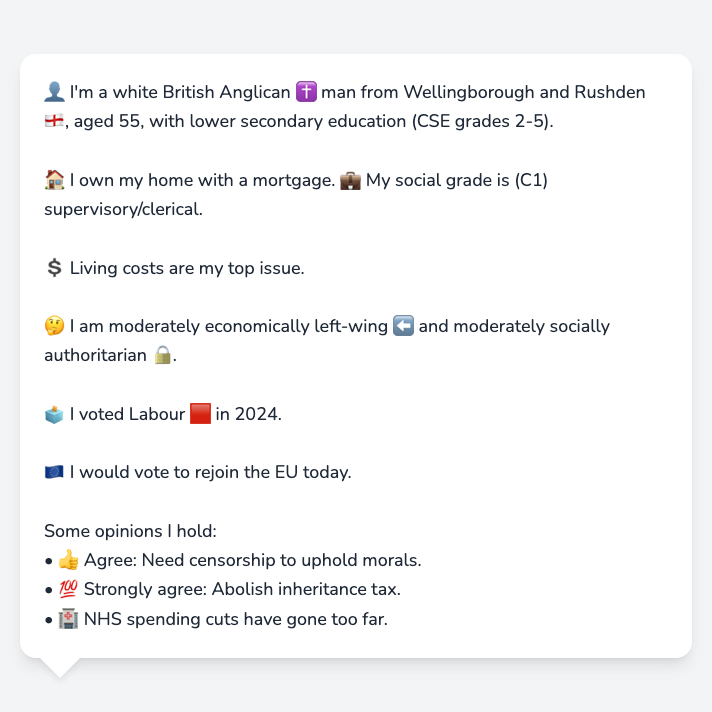 👤 I'm a white British Anglican ✝️ man from Wellingborough and Rushden
🏴󠁧󠁢󠁥󠁮󠁧󠁿, aged 55, with lower secondary education (CSE grades 2-5).
🏠 I own my home with a mortgage. 💼 My social grade is (C1)
supervisory/clerical.
💲 Living costs are my top issue.
🤔 I am moderately economically left-wing ⬅️ and moderately socially
authoritarian 🔒.
🗳️ I voted Labour 🟥 in 2024.
🇪🇺 I would vote to rejoin the EU today.
Some opinions I hold:
• 👍 Agree: Need censorship to uphold morals.
• 💯 Strongly agree: Abolish inheritance tax.
• 🏥 NHS spending cuts have gone too far.